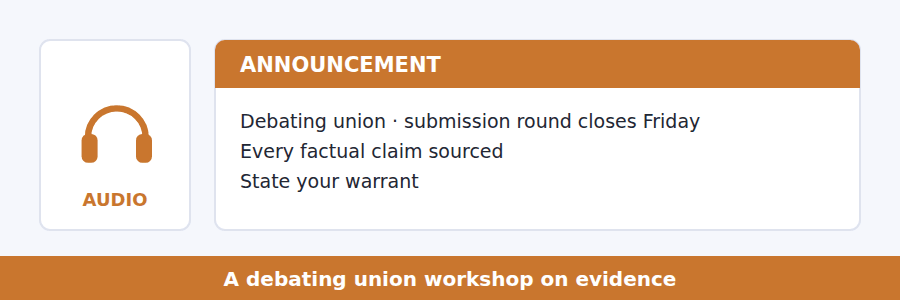 AUDIO
ANNOUNCEMENT
Debating union · submission round closes Friday
Every factual claim sourced
State your warrant
A debating union workshop on evidence